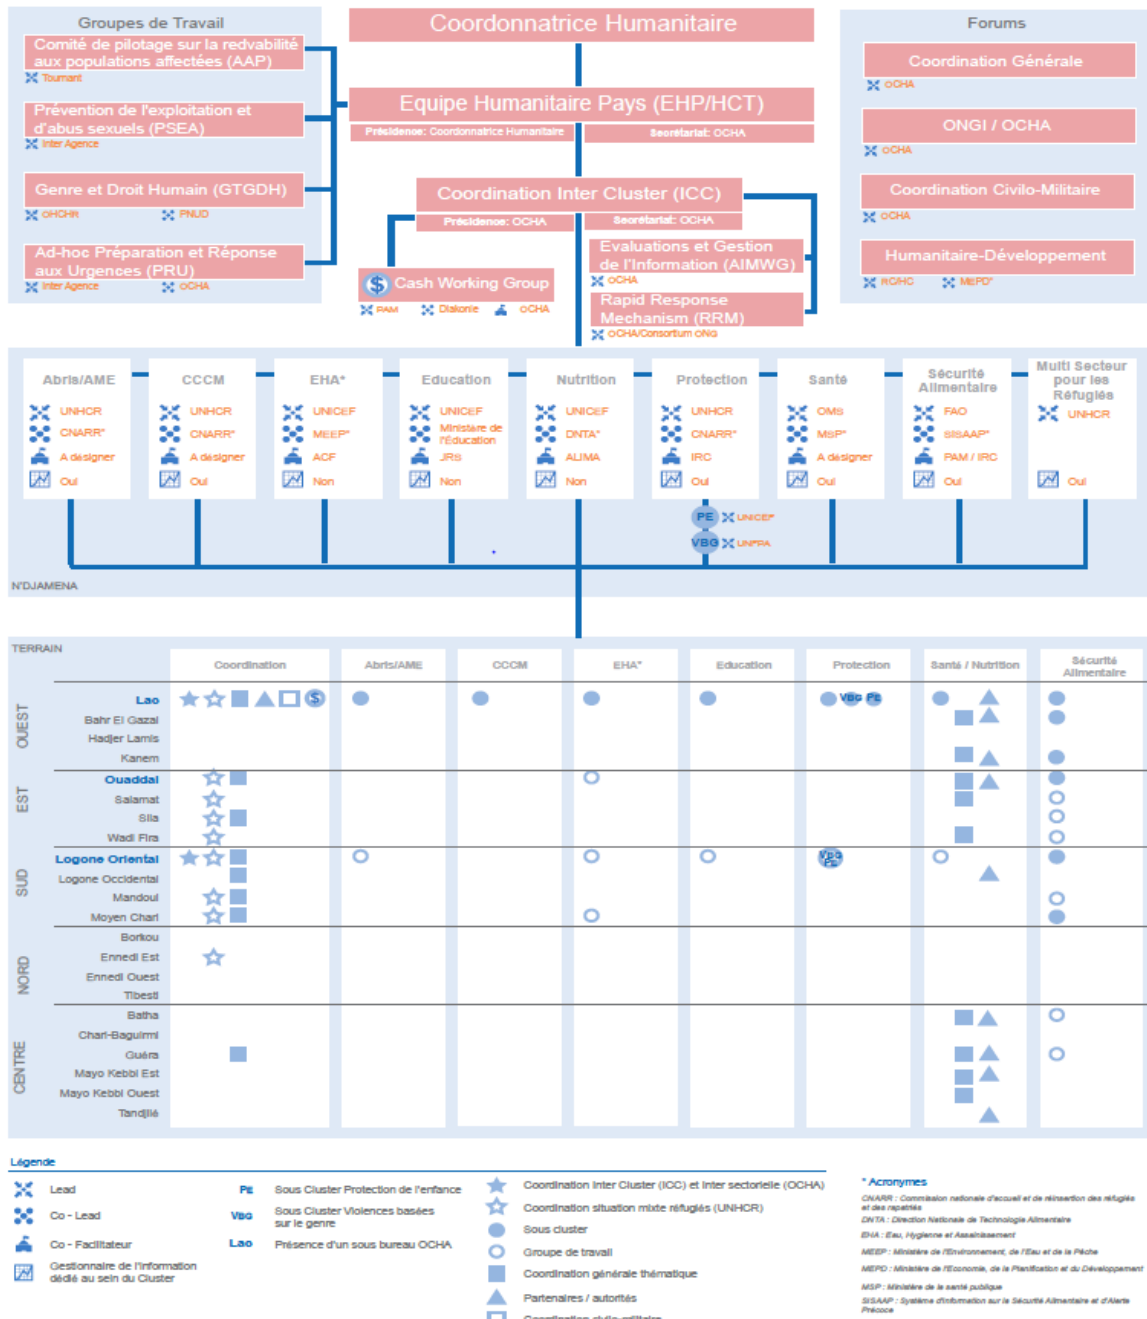 Groupes de Travail
Comité de pilotage sur la redvabilité
aux populations affectées (AAP)
Tournant
Prévention de l'exploitation et
d'abus sexuels (PSEA)
Inter Agence
Genre et Droit Humain (GTGDH)
OHCHR
PNUD
Ad-hoc Préparation et Réponse
aux Urgences (PRU)
Inter Agence
OCHA
Coordonnatrice Humanitaire
Equipe Humanitaire Pays (EHP/HCT)
Présidence: Coordonnatrice Humanitaire
Secrétariat: OCHA
Coordination Inter Cluster (ICC)
Présidence: OCHA
Secrétariat: OCHA
$ Cash Working Group
PAM
Diakonie
OCHA
Evaluations et Gestion
de l'Information (AIMWG)
OCHA
Rapid Response
Mechanism (RRM)
OCHA/Consortium ONG
Forums
Coordination Générale
OCHA
ONGI / OCHA
OCHA
Coordination Civilo-Militaire
OCHA
Humanitaire-Développement
RC/HC
MEPD*
Abris/AME
UNHCR
CNARR*
A désigner
Oui
CCCM
UNHCR
CNARR*
A désigner
Oui
EHA*
UNICEF
MEEP*
ACF
Non
Education
UNICEF
Ministère de
l'Éducation
JRS
Non
Nutrition
UNICEF
DNTA*
ALIMA
Non
Protection
UNHCR
CNARR*
IRC
Oui
PE UNICEF
VBG UNFPA
Santé
OMS
MSP*
A désigner
Oui
Sécurité
Alimentaire
FAO
SISAAP*
PAM / IRC
Oui
Multi Secteur
pour les
Réfugiés
UNHCR
Oui
N'DJAMENA
TERRAIN
Coordination
Abris/AME
CCCM
EHA*
Education
Protection
Santé / Nutrition
Sécurité
Alimentaire
OUEST
Lao
$
VBG PE
Bahr El Gazal
Hadjer Lamis
Kanem
EST
Ouaddai
Salamat
Sila
Wadi Fira
SUD
Logone Oriental
VBG
PE
Logone Occidental
Mandoul
Moyen Chari
NORD
Borkou
Ennedi Est
Ennedi Ouest
Tibesti
CENTRE
Batha
Chari-Baguirmi
Guéra
Mayo Kebbi Est
Mayo Kebbi Ouest
Tandjilé
Légende
Lead
Co - Lead
Co - Facilitateur
Gestionnaire de l'information
dédié au sein du Cluster
PE Sous Cluster Protection de l'enfance
VBG Sous Cluster Violences basées
sur le genre
Lao Présence d'un sous bureau OCHA
Coordination Inter Cluster (ICC) et Inter sectorielle (OCHA)
Coordination situation mixte réfugiés (UNHCR)
Sous cluster
Groupe de travail
Coordination générale thématique
Partenaires / autorités
Coordination civilo-militaire
* Acronymes
CNARR : Commission nationale d'accueil et de réinsertion des réfugiés
et des rapatriés
DNTA : Direction Nationale de Technologie Alimentaire
EHA : Eau, Hygienne et Assainissement
MEEP : Ministère de l'Environnement, de l'Eau et de la Pêche
MEPD : Ministère de l'Economie, de la Planification et du Développement
MSP : Ministère de la santé publique
SISAAP : Système d'information sur la Sécurité Alimentaire et d'Alerte
Précoce